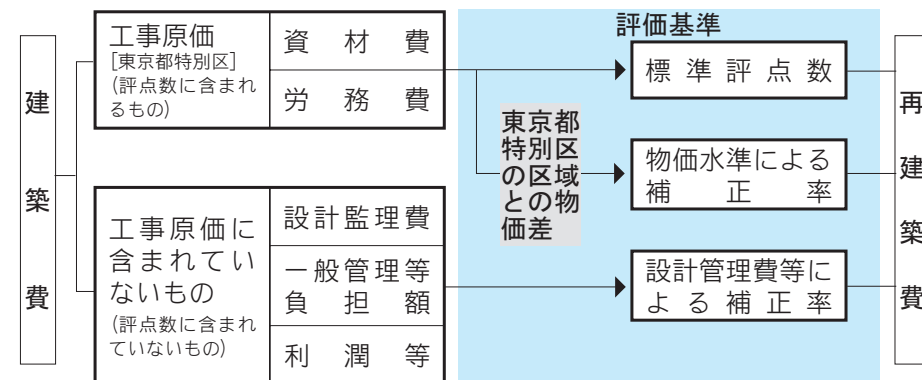 建築費
工事原価
[東京都特別区]
(評点数に含まれ
るもの)
資材費
労務費
工事原価に
含まれてい
ないもの
(評点数に含まれ
ていないもの)
設計監理費
一般管理等
負担額
利潤等
評価基準
標準評点数
東京都
特別区
の区域
との物
価差
物価水準による
補正率
設計管理費等に
よる補正率
再建築費